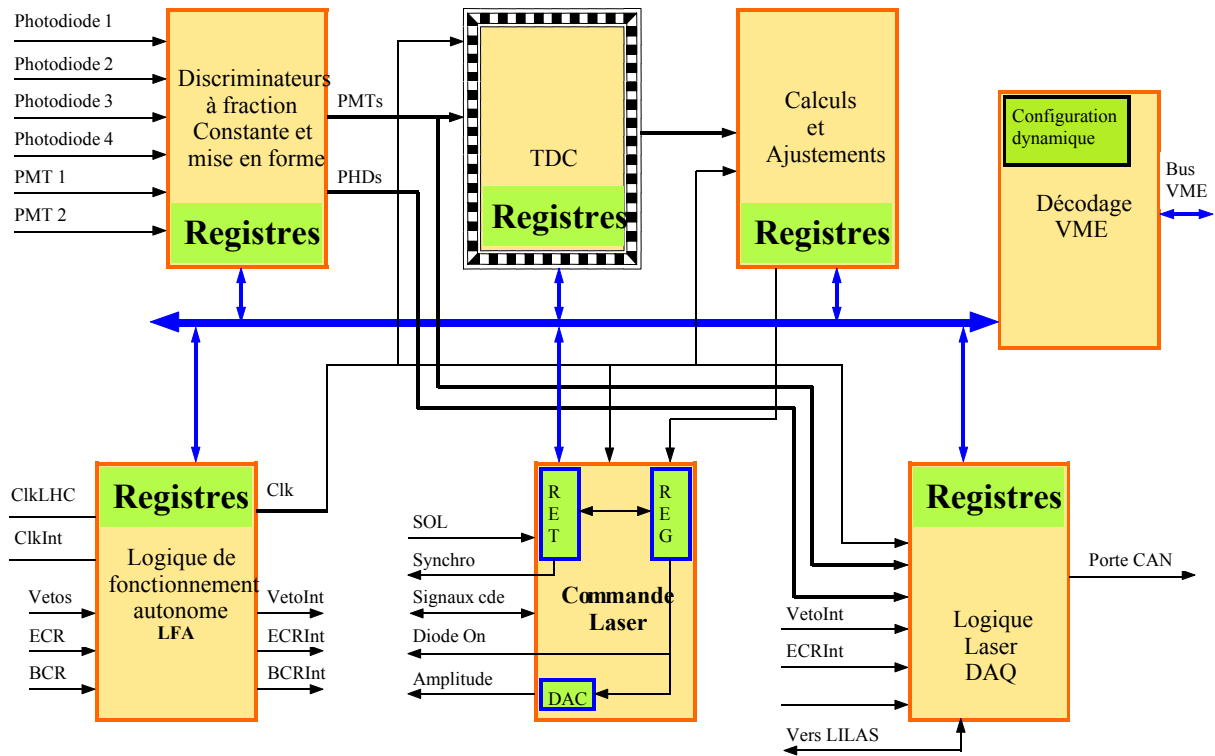 Photodiode 1
Photodiode 2
Photodiode 3
Photodiode 4
PMT 1
PMT 2
Discriminateurs
à fraction
Constante et
mise en forme
Registres
PMTs
PHDs
TDC
Registres
Calculs
et
Ajustements
Registres
Configuration
dynamique
Décodage
VME
Bus
VME
ClkLHC
ClkInt
Vetos
ECR
BCR
Registres
Logique de
fonctionnement
autonome
LFA
Clk
VetoInt
ECRInt
BCRInt
SOL
Synchro
Signaux cde
Diode On
Amplitude
RET
REG
Commande
Laser
DAC
VetoInt
ECRInt
Vers LILAS
Registres
Logique
Laser
DAQ
Porte CAN